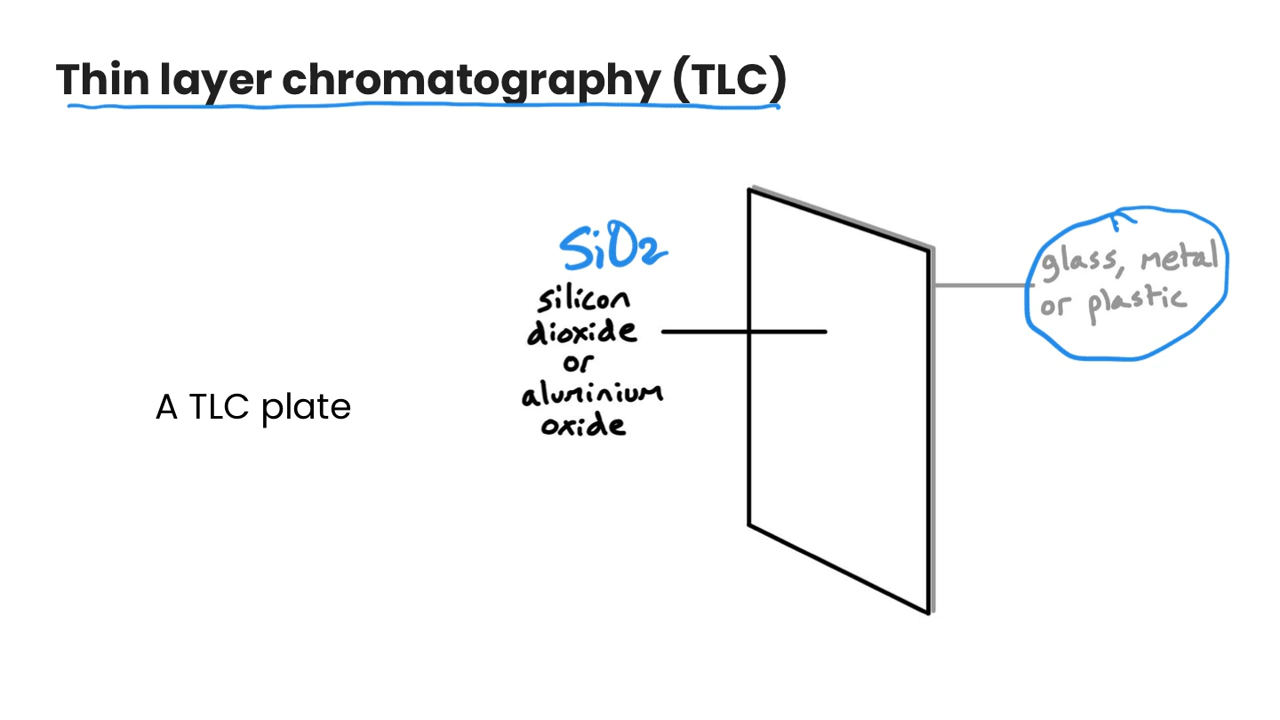 Thin layer chromatography (TLC)
SiO2
silicon
dioxide
or
aluminium
oxide
glass, metal
or plastic
A TLC plate